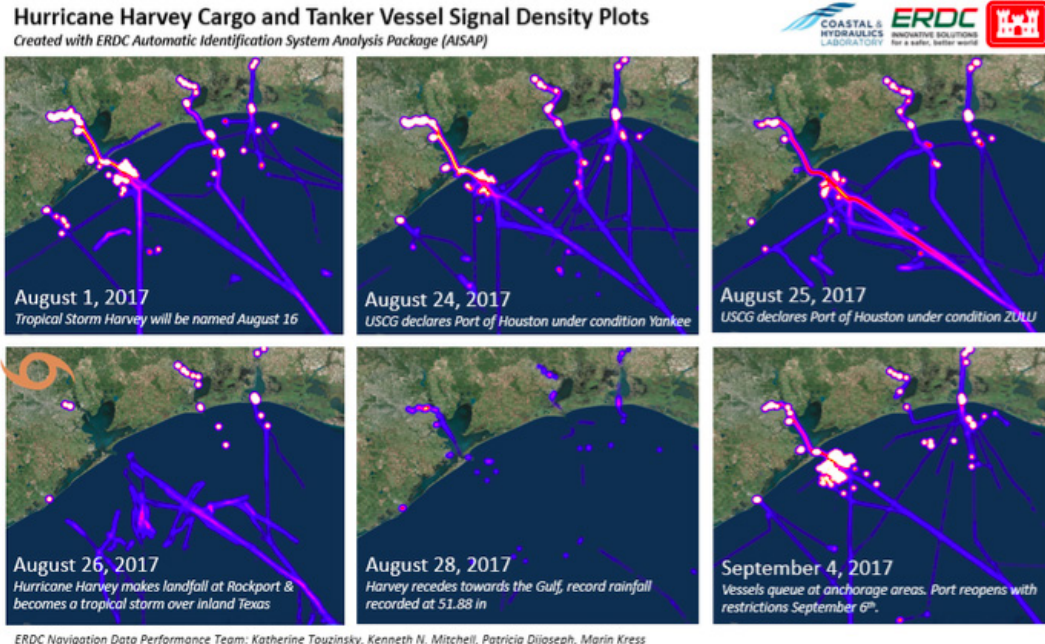 Hurricane Harvey Cargo and Tanker Vessel Signal Density Plots
Created with ERDC Automatic Identification System Analysis Package (AISAP)
COASTAL &
HYDRAULICS
LABORATORY
ERDC
INNOVATIVE SOLUTIONS
for a safer, better world
August 1, 2017
Tropical Storm Harvey will be named August 16
August 24, 2017
USCG declares Port of Houston under condition Yankee
August 25, 2017
USCG declares Port of Houston under condition ZULU
August 26, 2017
Hurricane Harvey makes landfall at Rockport &
becomes a tropical storm over inland Texas
August 28, 2017
Harvey recedes towards the Gulf, record rainfall
recorded at 51.88 in
September 4, 2017
Vessels queue at anchorage areas. Port reopens with
restrictions September 6th.
ERDC Navigation Data Performance Team: Katherine Touzinsky, Kenneth N. Mitchell, Patricia DiJoseph, Marin Kress